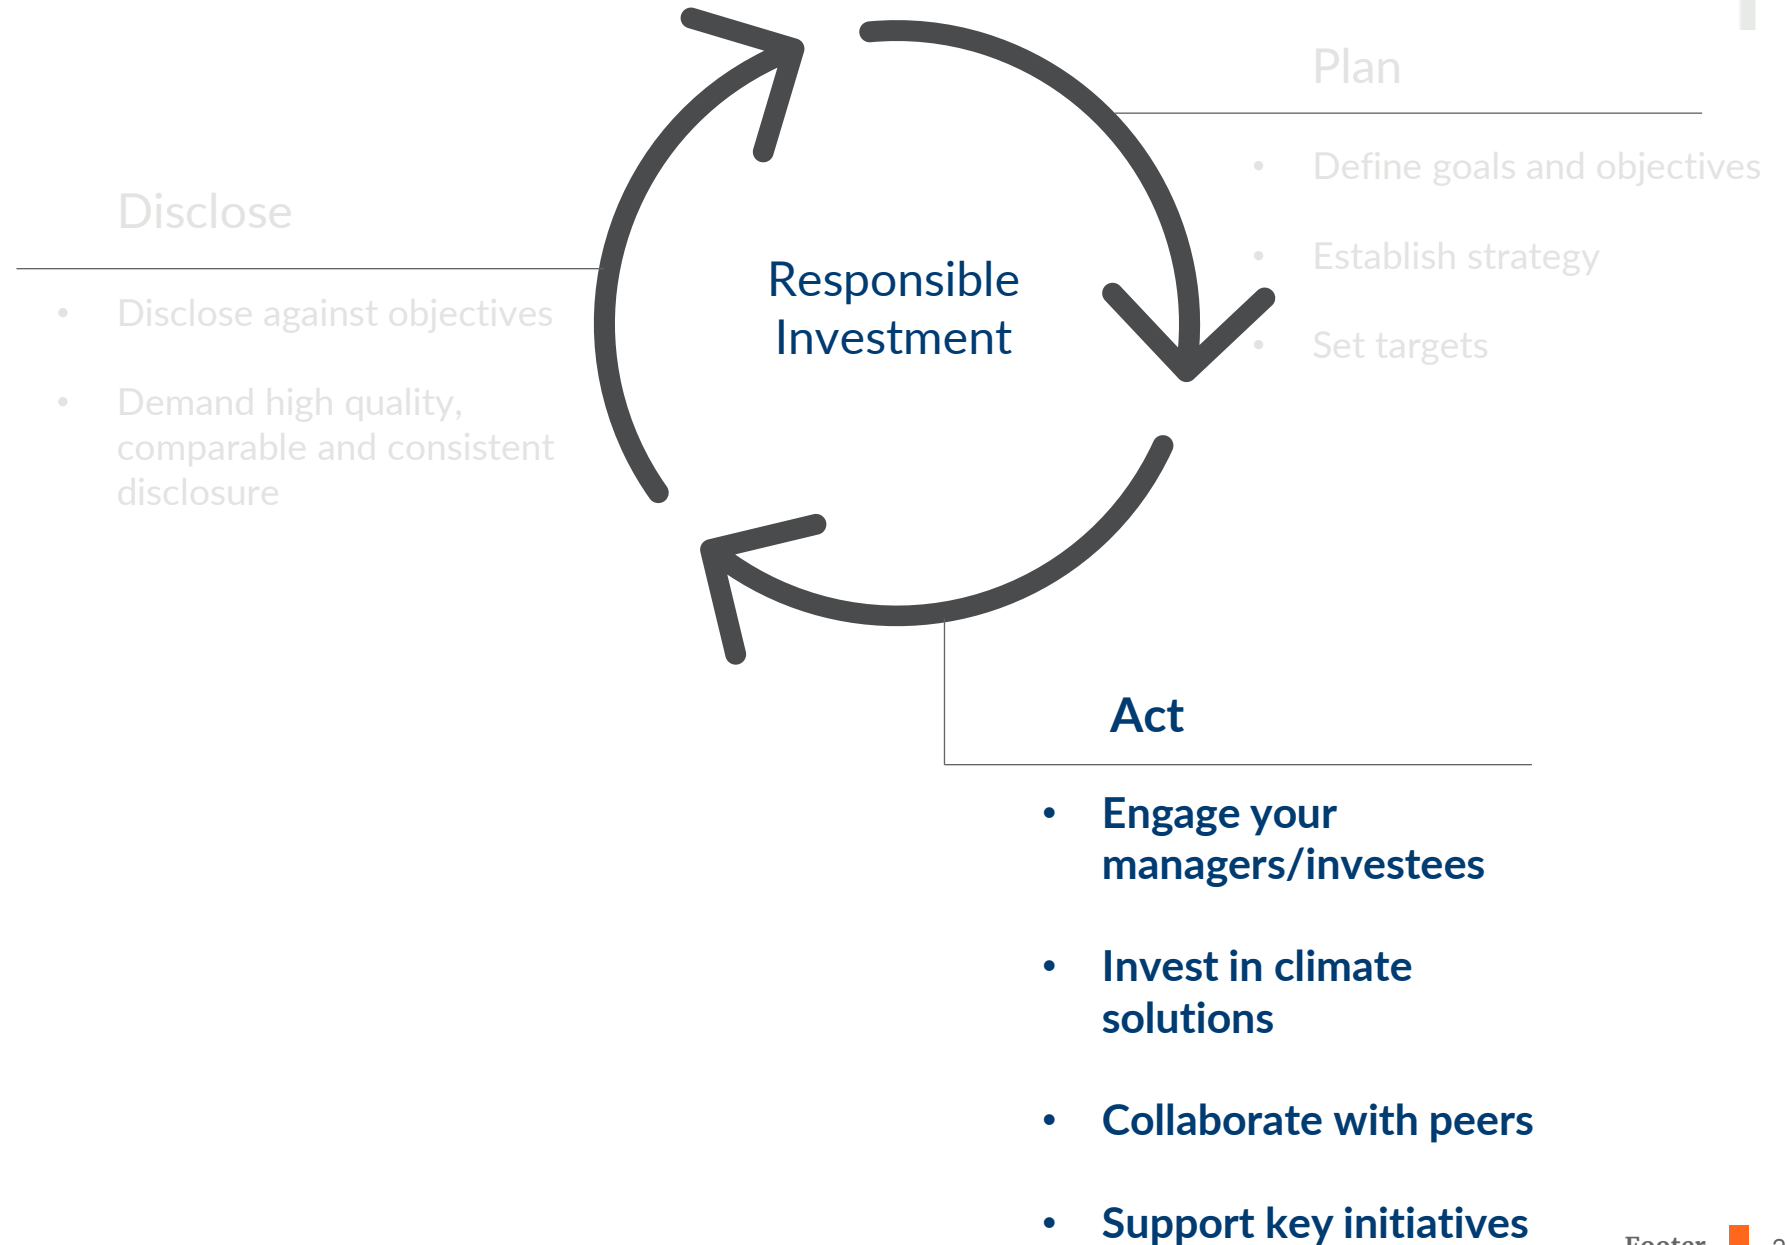 Plan
• Define goals and objectives
• Establish strategy
• Set targets
Disclose
• Disclose against objectives
• Demand high quality,
comparable and consistent
disclosure
Responsible
Investment
Act
• Engage your
managers/investees
• Invest in climate
solutions
• Collaborate with peers
• Support key initiatives
Footer